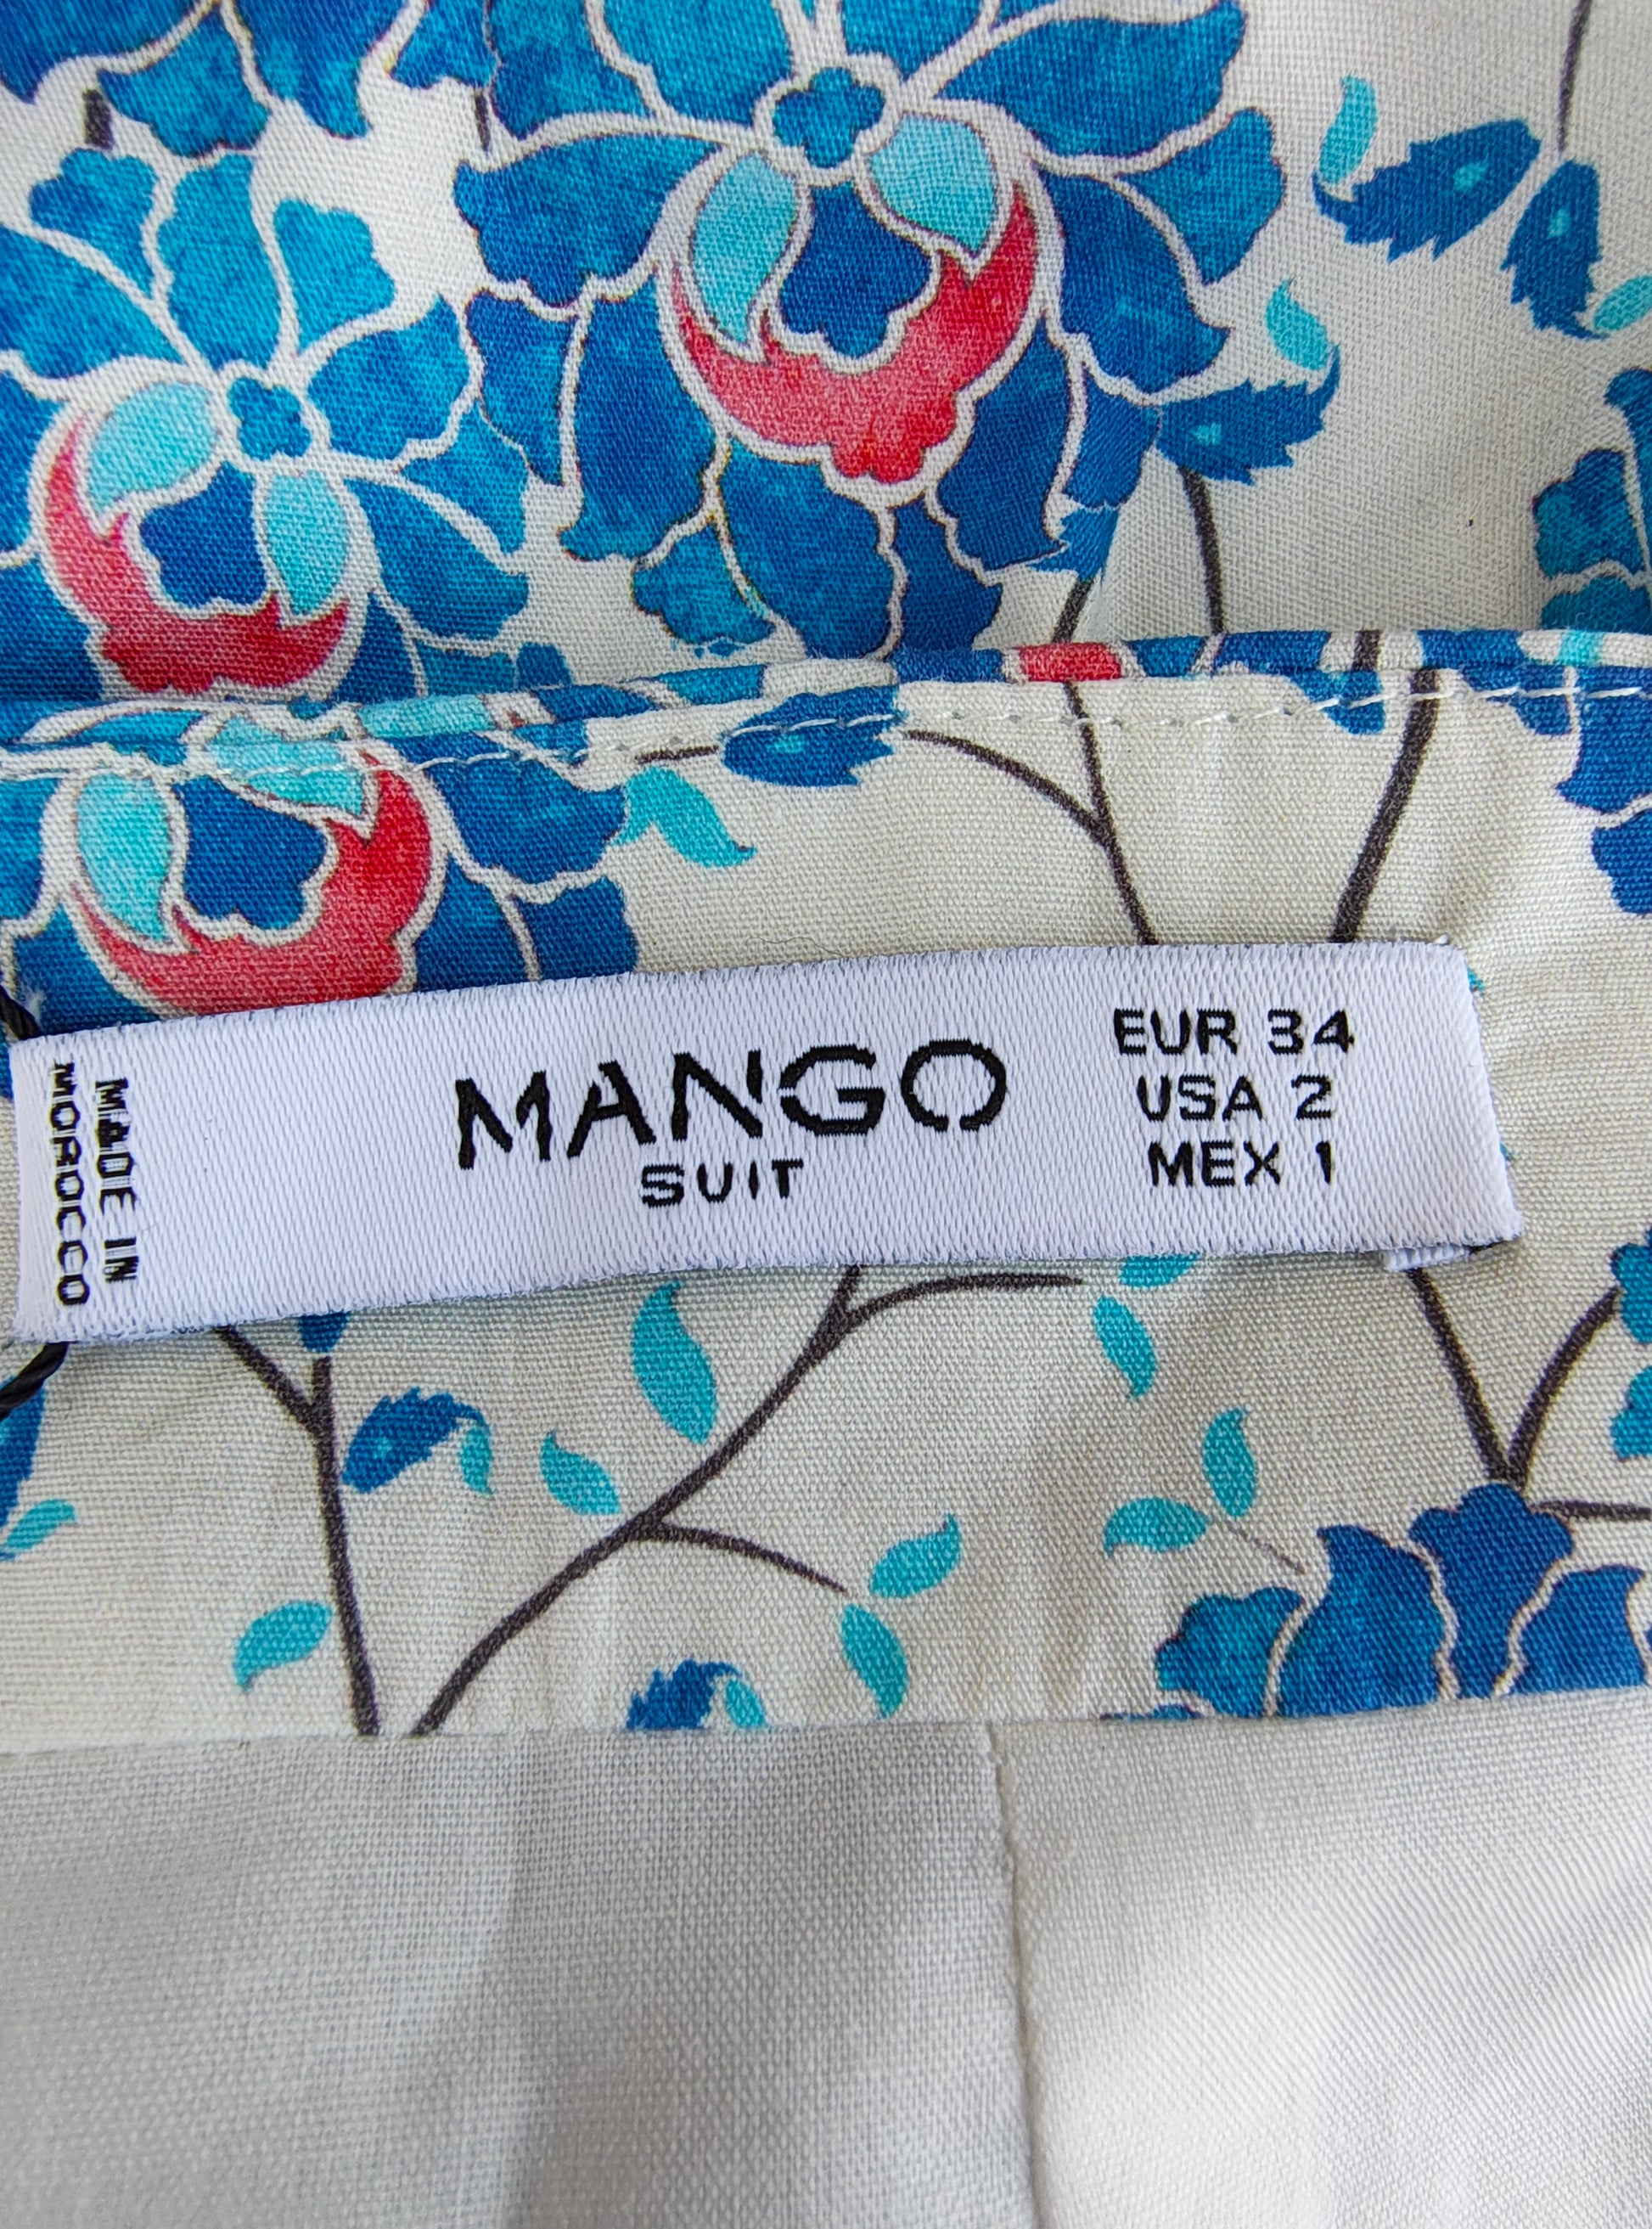 MADE IN
MOROCCO
MANGO
SUIT
EUR 34
USA 2
MEX 1